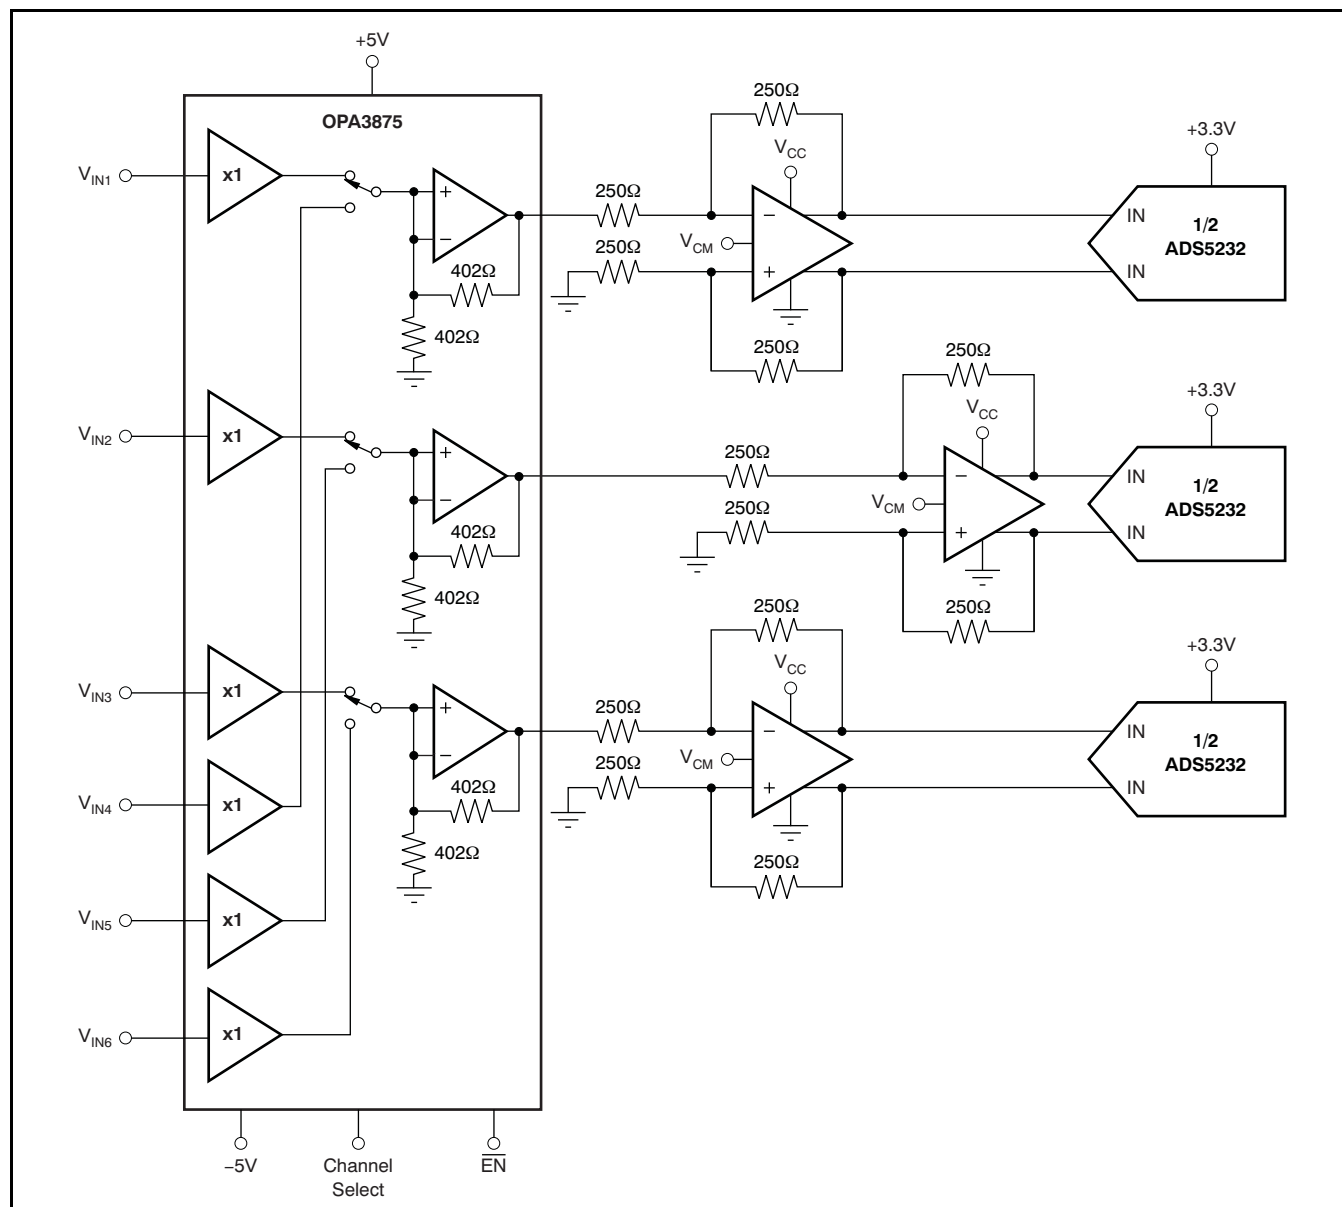 +5V
OPA3875
VIN1
x1
+
−
402Ω
402Ω
250Ω
VCC
250Ω
−
VCM
250Ω
+
250Ω
+3.3V
IN
1/2
ADS5232
IN
VIN2
x1
+
−
402Ω
402Ω
250Ω
VCC
250Ω
−
VCM
250Ω
+
250Ω
+3.3V
IN
1/2
ADS5232
IN
VIN3
x1
+
−
402Ω
402Ω
250Ω
VCC
250Ω
−
VCM
250Ω
+
250Ω
+3.3V
IN
1/2
ADS5232
IN
VIN4
x1
VIN5
x1
VIN6
x1
−5V
Channel
Select
EN